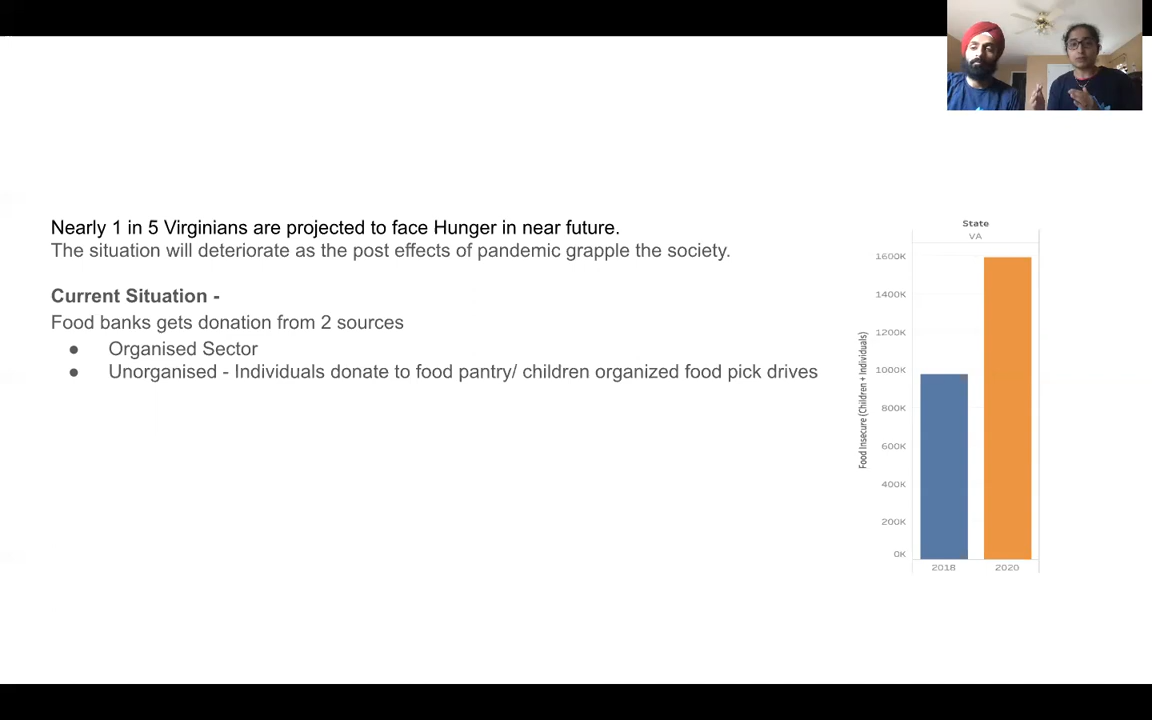 Nearly 1 in 5 Virginians are projected to face Hunger in near future.
The situation will deteriorate as the post effects of pandemic grapple the society.
Current Situation -
Food banks gets donation from 2 sources
● Organised Sector
● Unorganised - Individuals donate to food pantry/ children organized food pick drives
State
VA
Food Insecure (Children + Individuals)
1600K
1400K
1200K
1000K
800K
600K
400K
200K
0K
2018 2020